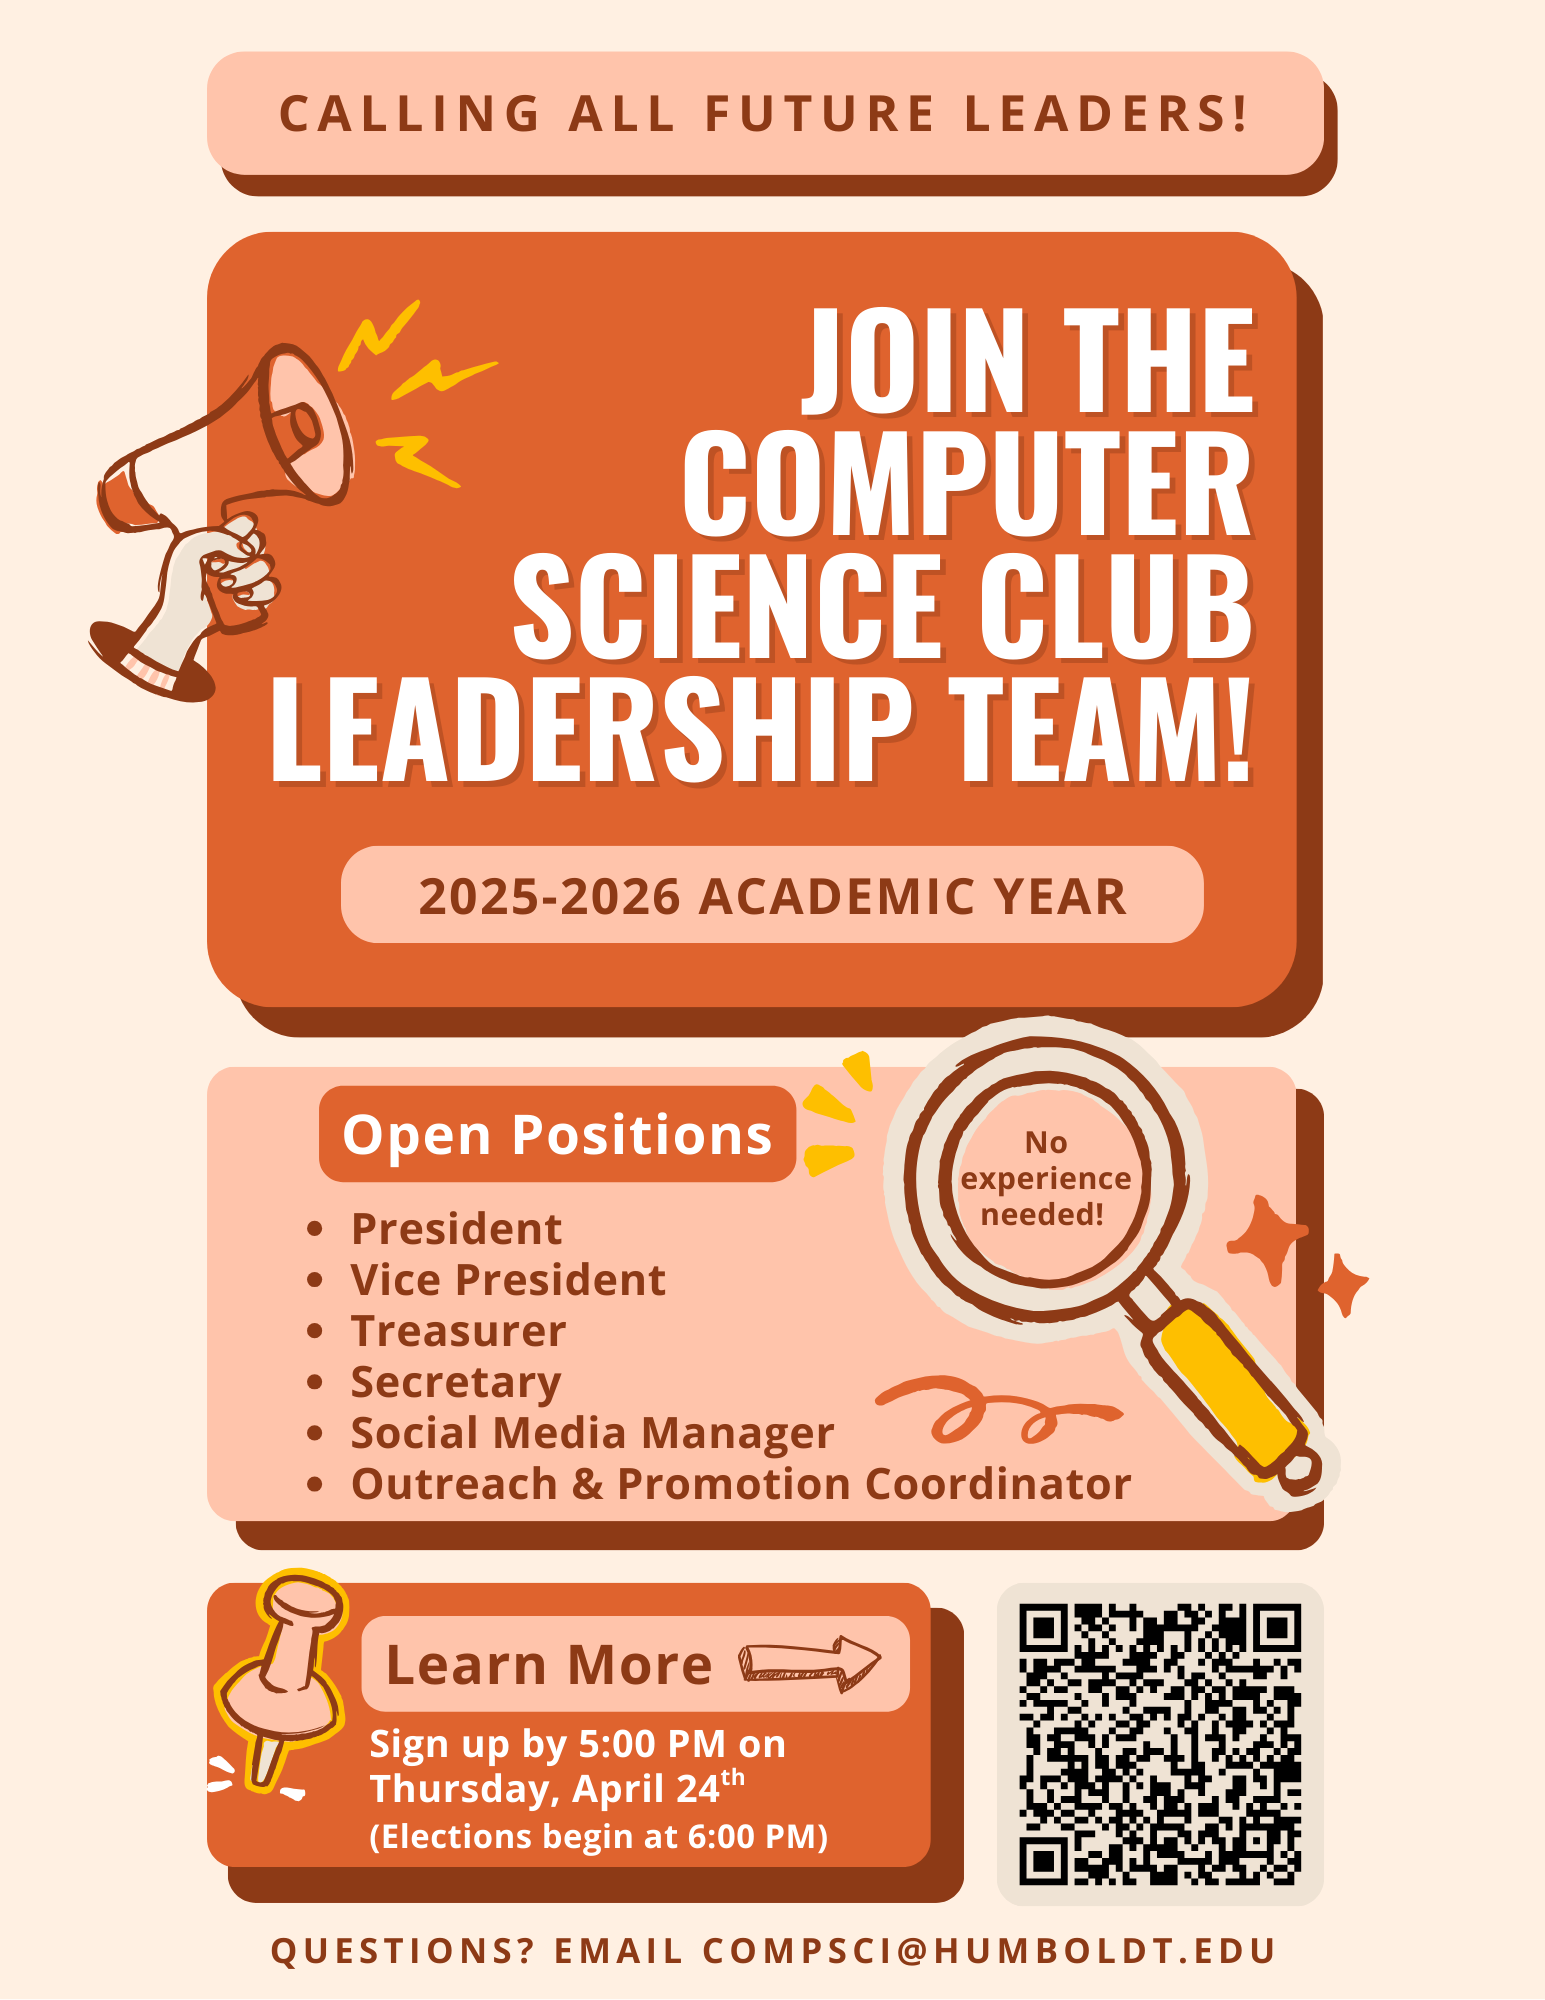 CALLING ALL FUTURE LEADERS!
JOIN THE
COMPUTER
SCIENCE CLUB
LEADERSHIP TEAM!
2025-2026 ACADEMIC YEAR
Open Positions
No
experience
needed!
• President
• Vice President
• Treasurer
• Secretary
• Social Media Manager
• Outreach & Promotion Coordinator
Learn More
Sign up by 5:00 PM on
Thursday, April 24th
(Elections begin at 6:00 PM)
QUESTIONS? EMAIL COMPSCI@HUMBOLDT.EDU